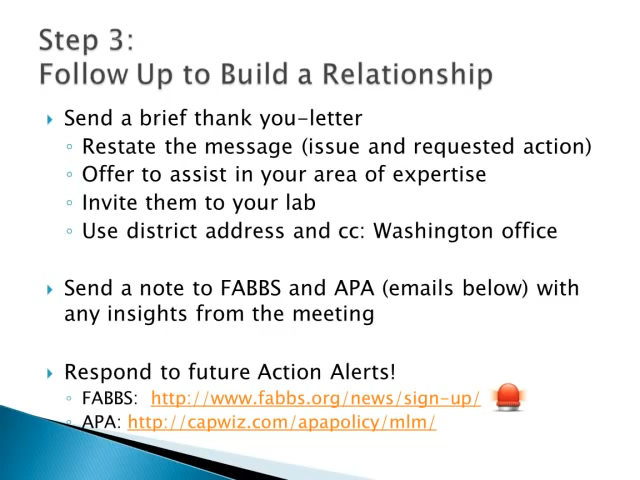 Step 3:
Follow Up to Build a Relationship
Send a brief thank you-letter
Restate the message (issue and requested action)
Offer to assist in your area of expertise
Invite them to your lab
Use district address and cc: Washington office
Send a note to FABBS and APA (emails below) with
any insights from the meeting
Respond to future Action Alerts!
FABBS: http://www.fabbs.org/news/sign-up/
APA: http://capwiz.com/apapolicy/mlm/